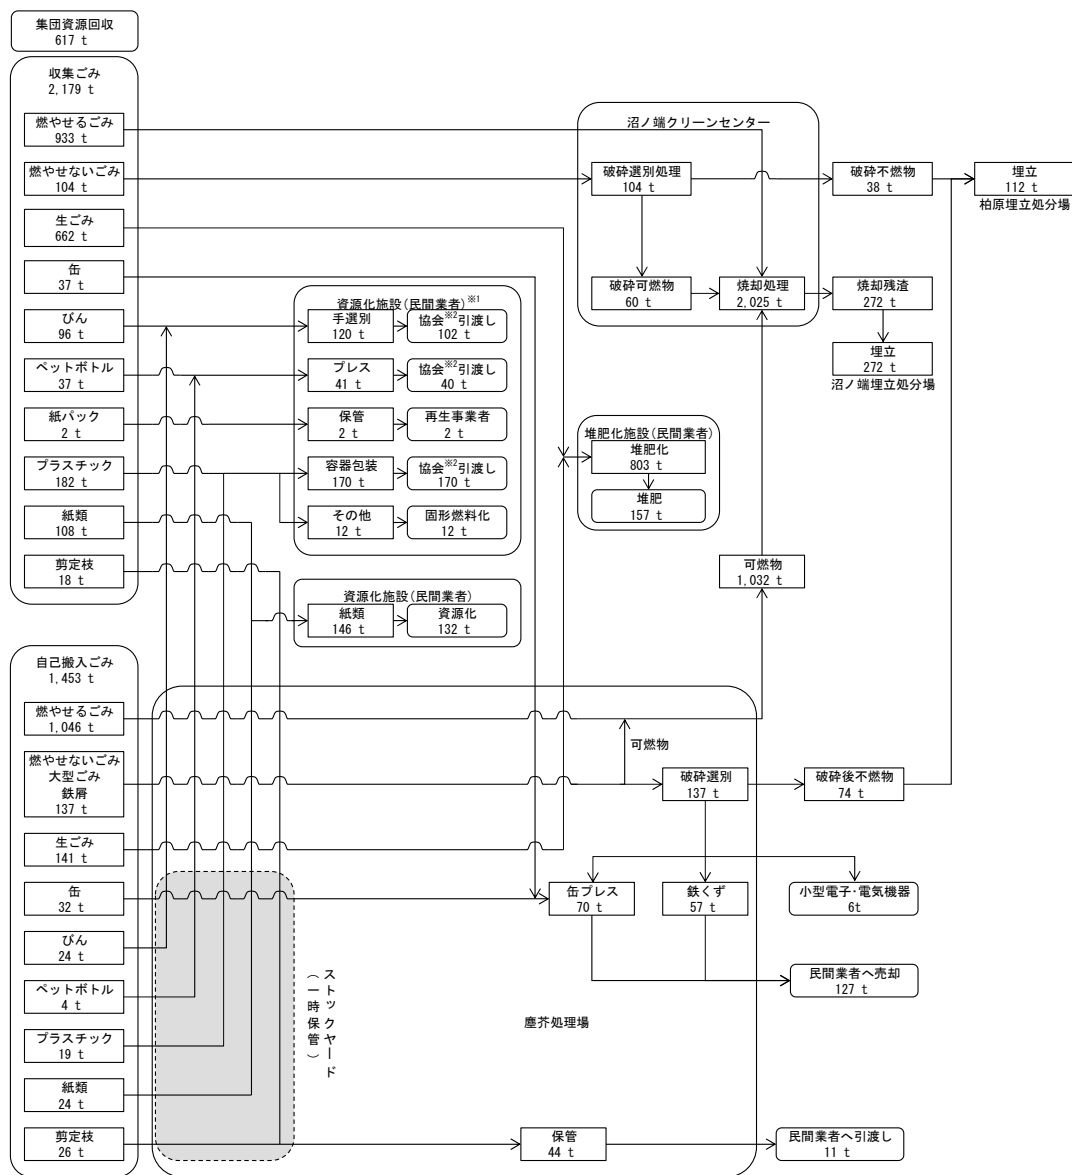 集団資源回収
617 t
収集ごみ
2,179 t
燃やせるごみ
933 t
燃やせないごみ
104 t
生ごみ
662 t
缶
37 t
びん
96 t
ペットボトル
37 t
紙パック
2 t
プラスチック
182 t
紙類
108 t
剪定枝
18 t
自己搬入ごみ
1,453 t
燃やせるごみ
1,046 t
燃やせないごみ
大型ごみ
鉄屑
137 t
生ごみ
141 t
缶
32 t
びん
24 t
ペットボトル
4 t
プラスチック
19 t
紙類
24 t
剪定枝
26 t
資源化施設(民間業者)※1
手選別
120 t
協会※2引渡し
102 t
プレス
41 t
協会※2引渡し
40 t
保管
2 t
再生事業者
2 t
容器包装
170 t
協会※2引渡し
170 t
その他
12 t
固形燃料化
12 t
資源化施設(民間業者)
紙類
146 t
資源化
132 t
沼ノ端クリーンセンター
破砕選別処理
104 t
破砕可燃物
60 t
焼却処理
2,025 t
破砕不燃物
38 t
埋立
112 t
柏原埋立処分場
焼却残渣
272 t
埋立
272 t
沼ノ端埋立処分場
堆肥化施設(民間業者)
堆肥化
803 t
堆肥
157 t
可燃物
1,032 t
可燃物
破砕選別
137 t
破砕後不燃物
74 t
缶プレス
70 t
鉄くず
57 t
小型電子・電気機器
6t
民間業者へ売却
127 t
塵芥処理場
ストックヤード
(一時保管)
保管
44 t
民間業者へ引渡し
11 t